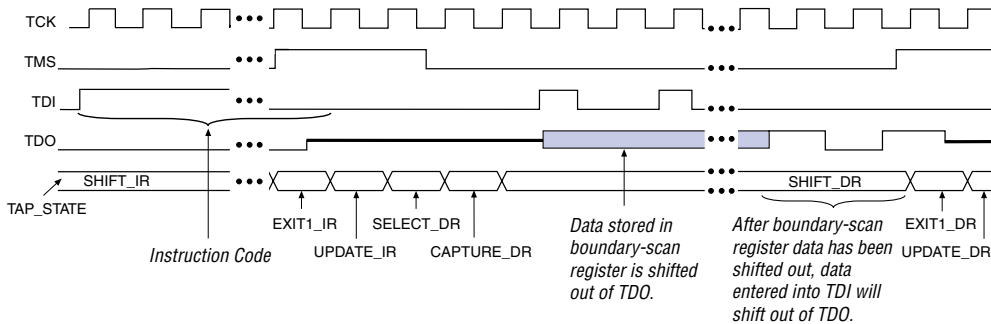 TCK
TMS
TDI
TDO
SHIFT_IR
SHIFT_DR
TAP_STATE
EXIT1_IR
SELECT_DR
EXIT1_DR
Instruction Code
UPDATE_IR
CAPTURE_DR
UPDATE_DR
Data stored in
boundary-scan
register is shifted
out of TDO.
After boundary-scan
register data has been
shifted out, data
entered into TDI will
shift out of TDO.